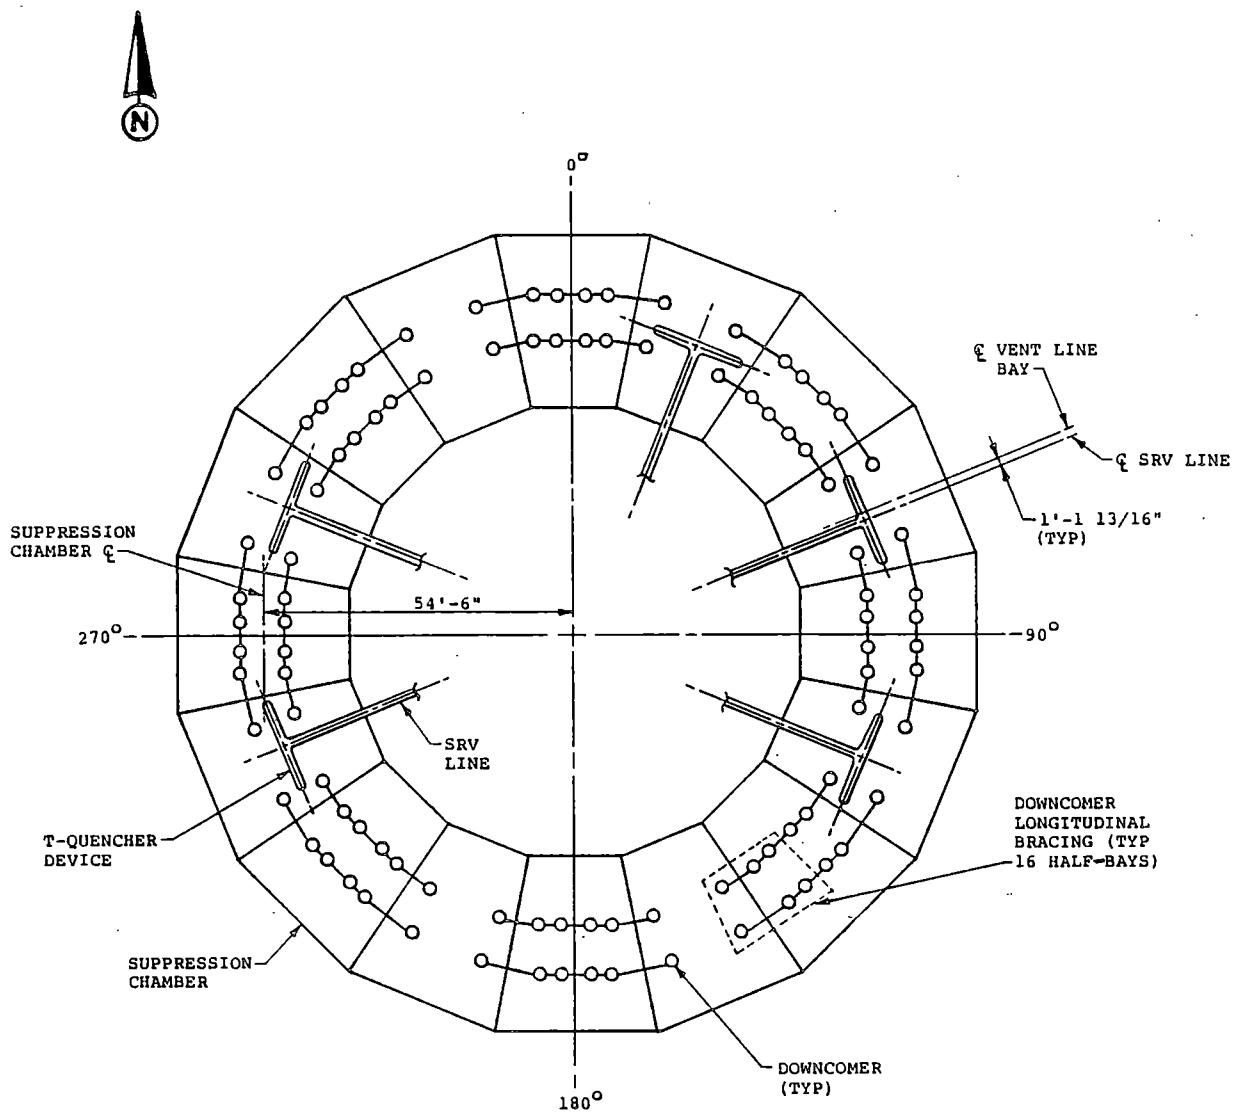 N
0°
℄ VENT LINE
BAY
℄ SRV LINE
1'-1 13/16"
(TYP)
SUPPRESSION
CHAMBER ℄
54'-6"
270°
90°
SRV
LINE
T-QUENCHER
DEVICE
DOWNCOMER
LONGITUDINAL
BRACING (TYP
16 HALF-BAYS)
SUPPRESSION
CHAMBER
DOWNCOMER
(TYP)
180°